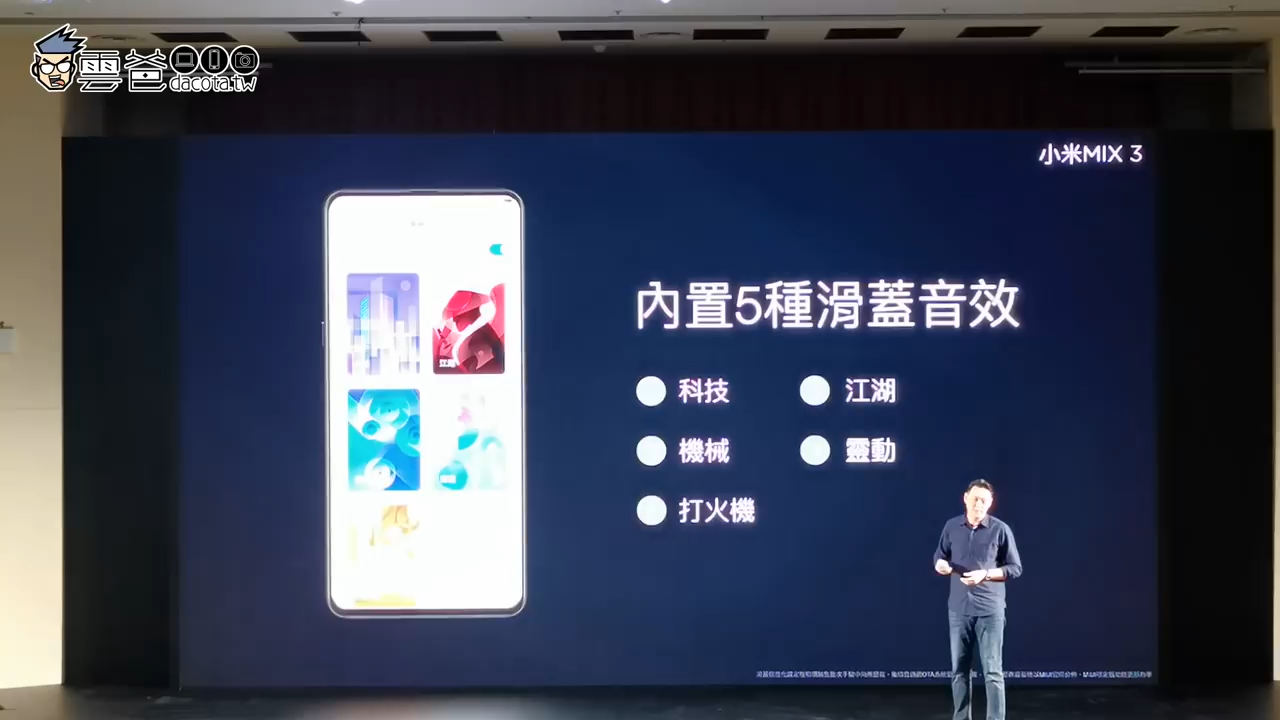 雲爸
dacota.tw
小米MIX 3
內置5種滑蓋音效
科技
江湖
機械
靈動
打火機